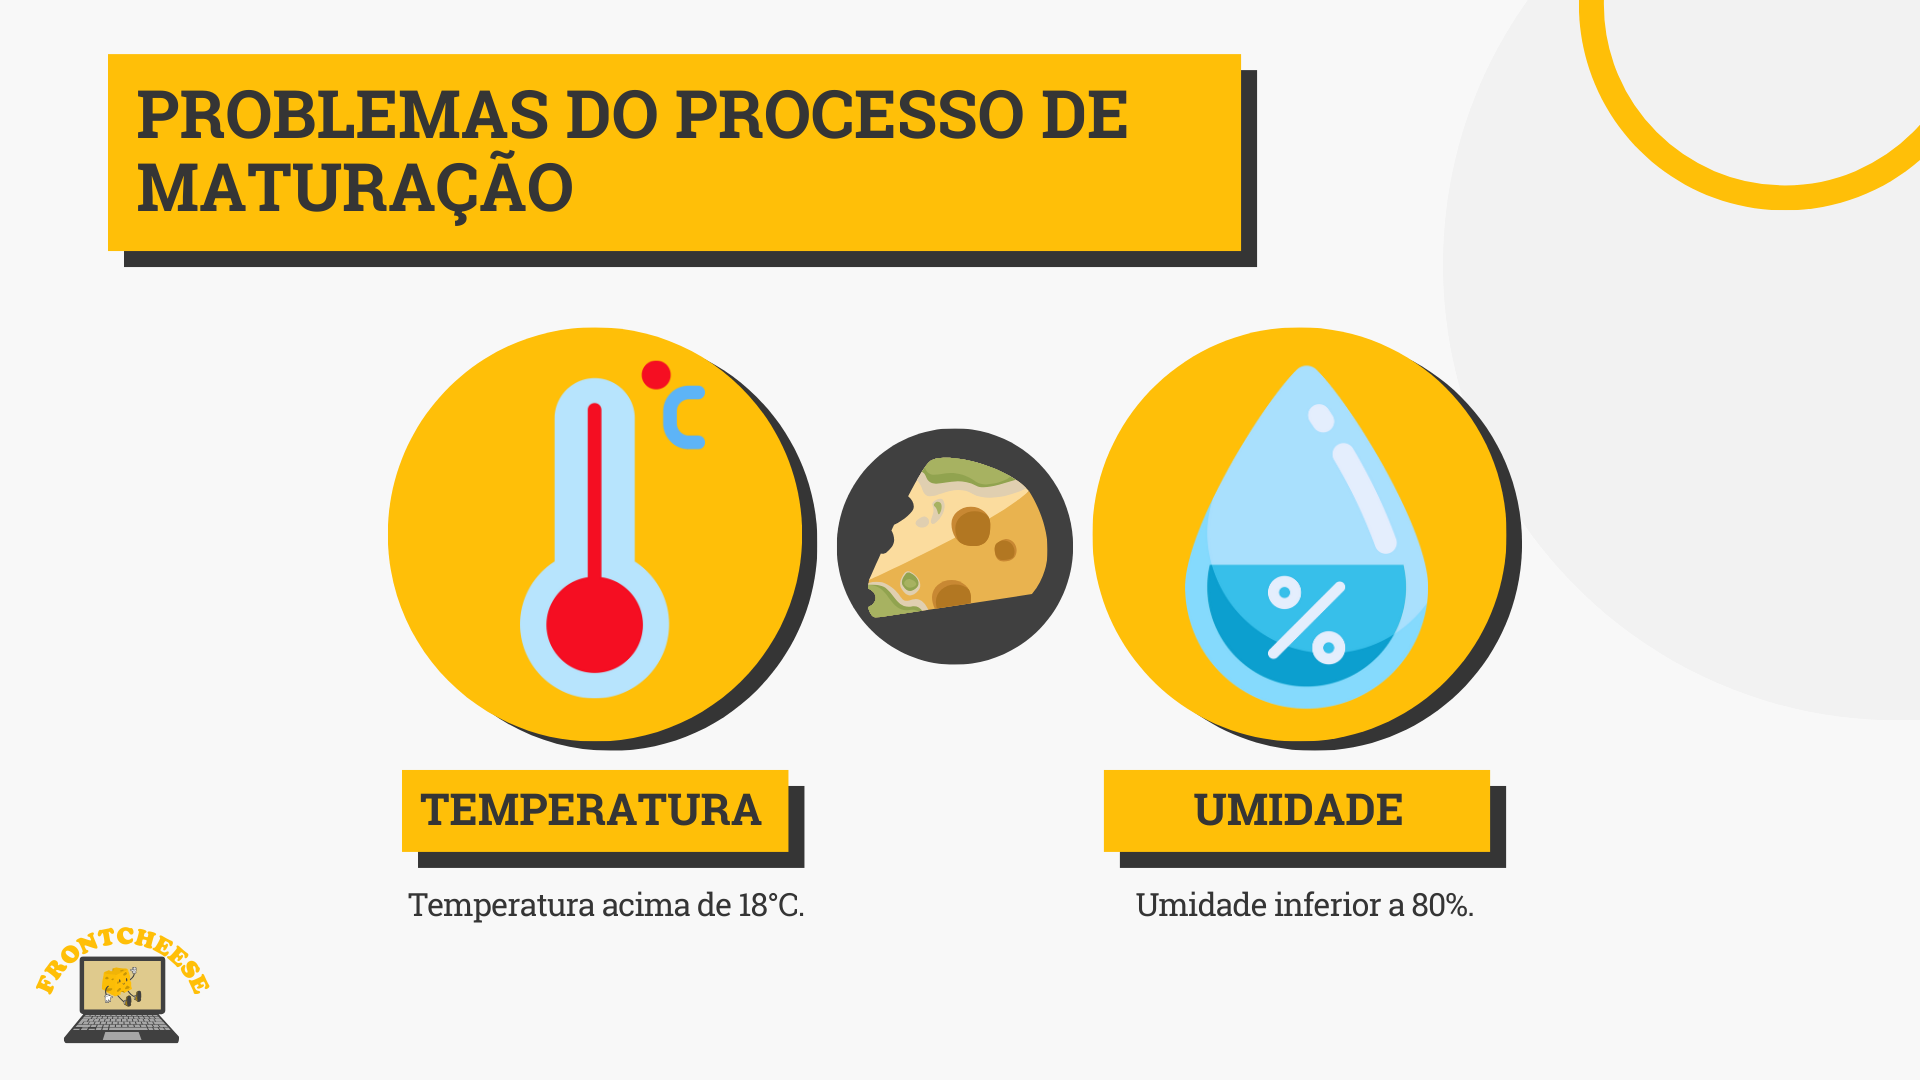 PROBLEMAS DO PROCESSO DE
MATURAÇÃO
°C
%
TEMPERATURA
UMIDADE
Temperatura acima de 18°C.
Umidade inferior a 80%.
FRONTCHEESE